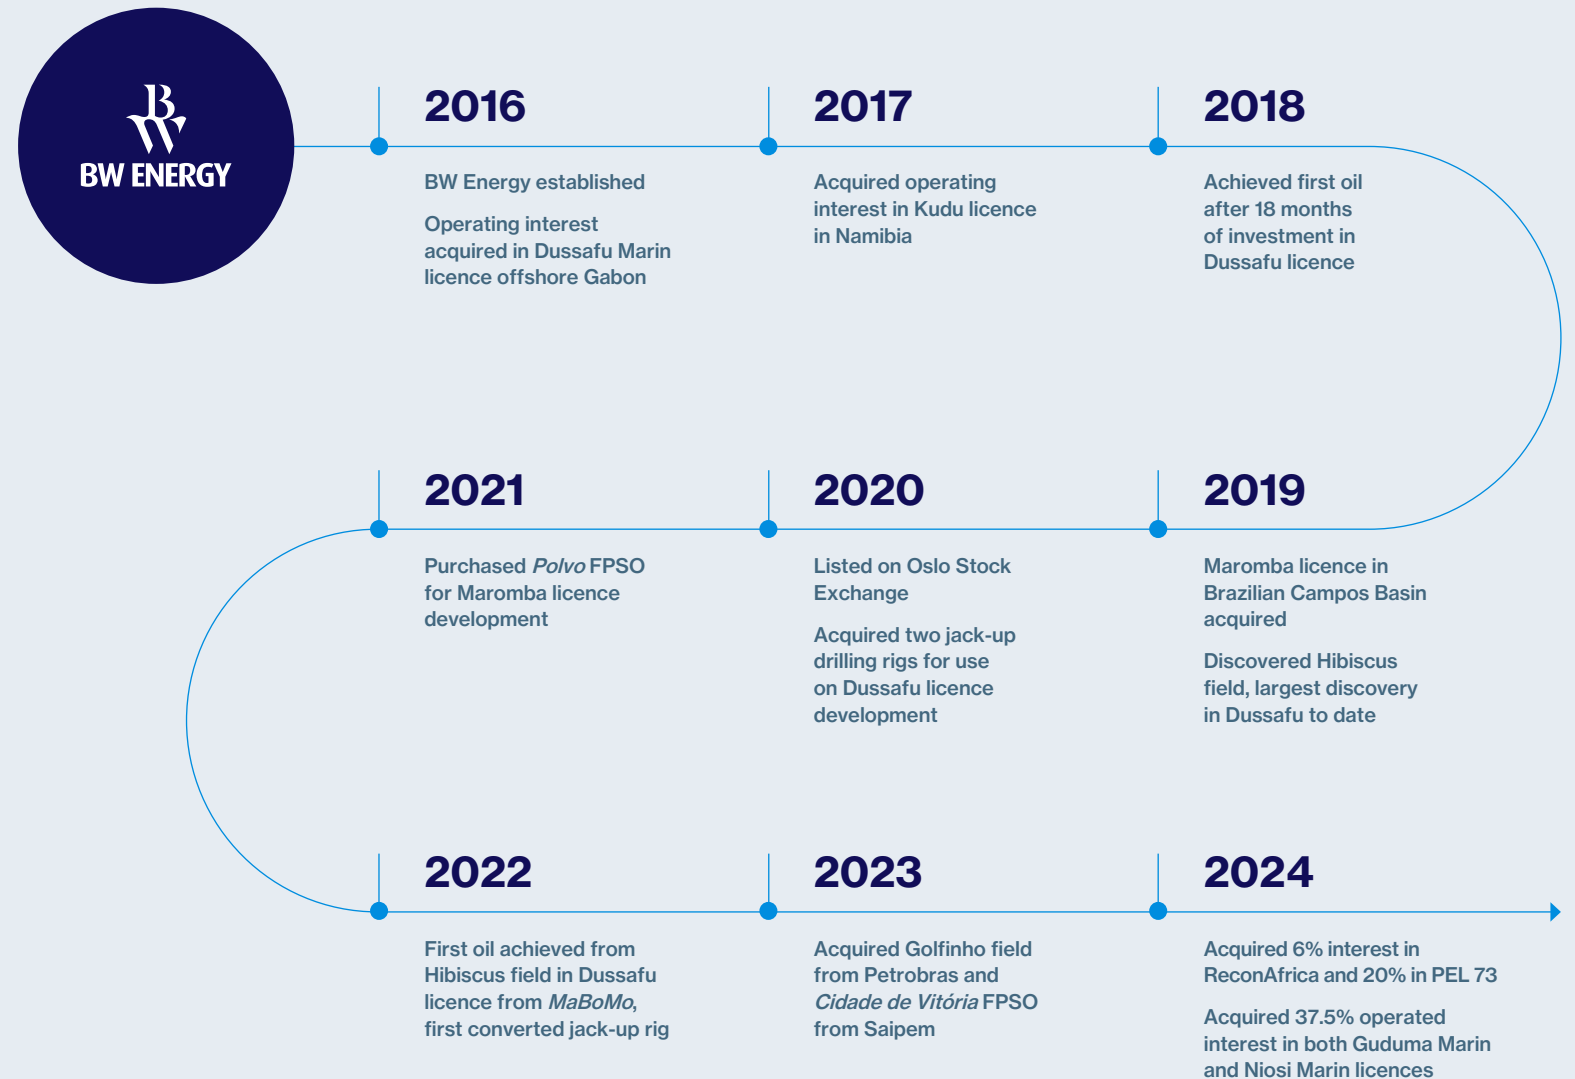 BW
BW ENERGY
2016
BW Energy established
Operating interest
acquired in Dussafu Marin
licence offshore Gabon
2017
Acquired operating
interest in Kudu licence
in Namibia
2018
Achieved first oil
after 18 months
of investment in
Dussafu licence
2019
Maromba licence in
Brazilian Campos Basin
acquired
Discovered Hibiscus
field, largest discovery
in Dussafu to date
2020
Listed on Oslo Stock
Exchange
Acquired two jack-up
drilling rigs for use
on Dussafu licence
development
2021
Purchased Polvo FPSO
for Maromba licence
development
2022
First oil achieved from
Hibiscus field in Dussafu
licence from MaBoMo,
first converted jack-up rig
2023
Acquired Golfinho field
from Petrobras and
Cidade de Vitória FPSO
from Saipem
2024
Acquired 6% interest in
ReconAfrica and 20% in PEL 73
Acquired 37.5% operated
interest in both Guduma Marin
and Niosi Marin licences